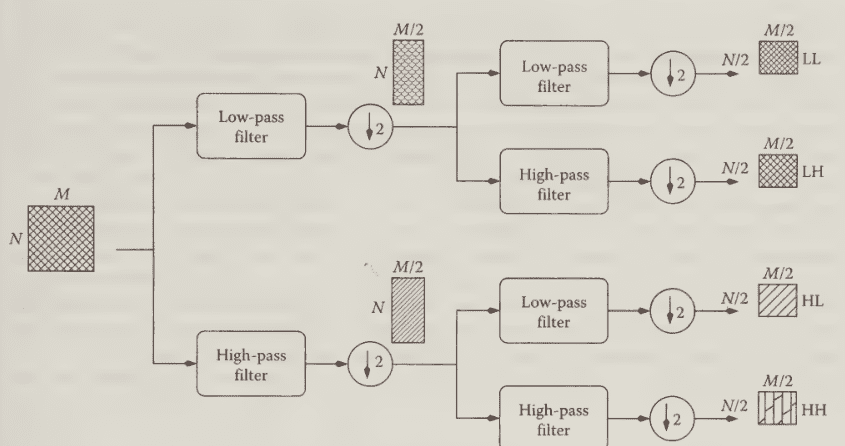 M
N
Low-pass
filter
↓2
M/2
N
Low-pass
filter
↓2
N/2
M/2
LL
High-pass
filter
↓2
N/2
M/2
LH
High-pass
filter
↓2
M/2
N
Low-pass
filter
↓2
N/2
M/2
HL
High-pass
filter
↓2
N/2
M/2
HH